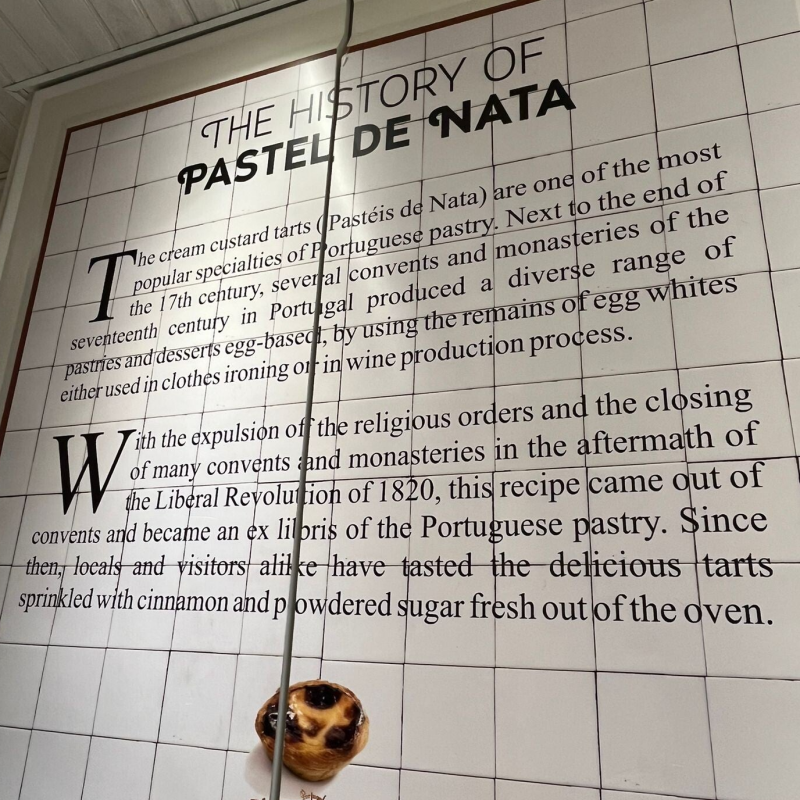 THE HISTORY OF
PASTEL DE NATA
The cream custard tarts (Pastéis de Nata) are one of the most
popular specialties of Portuguese pastry. Next to the end of
the 17th century, several convents and monasteries of the
seventeenth century in Portugal produced a diverse range of
pastries and desserts egg-based, by using the remains of egg whites
either used in clothes ironing or in wine production process.
With the expulsion of the religious orders and the closing
of many convents and monasteries in the aftermath of
the Liberal Revolution of 1820, this recipe came out of
convents and became an ex libris of the Portuguese pastry. Since
then, locals and visitors alike have tasted the delicious tarts
sprinkled with cinnamon and powdered sugar fresh out of the oven.